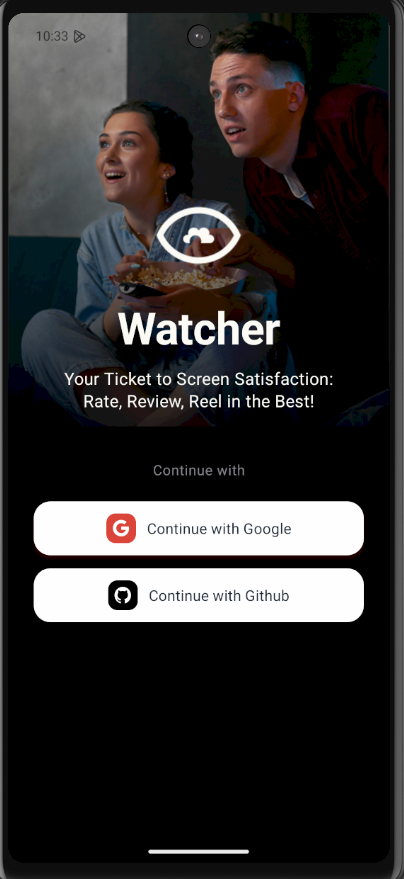 10:33
Watcher
Your Ticket to Screen Satisfaction:
Rate, Review, Reel in the Best!
Continue with
Continue with Google
Continue with Github